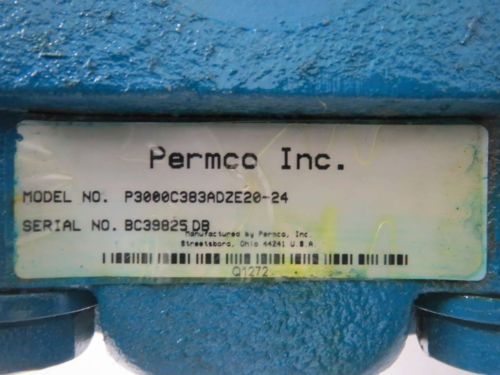 Permco Inc.
MODEL NO. P3000C383ADZE20-24
SERIAL NO. BC39825 DB
Manufactured by Permco, Inc.
Streetsboro, Ohio 44241 U.S.A.
Q1272